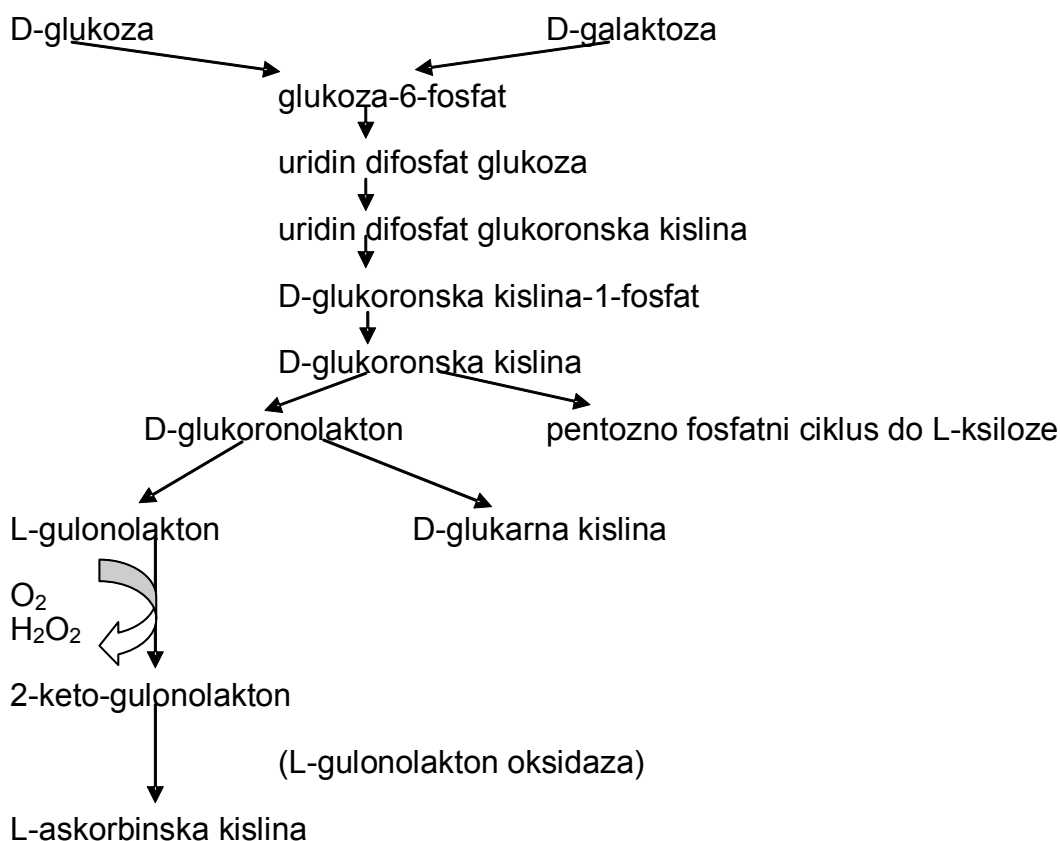 D-glukoza D-galaktoza
glukoza-6-fosfat
uridin difosfat glukoza
uridin difosfat glukoronska kislina
D-glukoronska kislina-1-fosfat
D-glukoronska kislina
D-glukoronolakton pentozno fosfatni ciklus do L-ksiloze
L-gulonolakton D-glukarna kislina
O₂
H₂O₂
2-keto-gulonolakton
(L-gulonolakton oksidaza)
L-askorbinska kislina